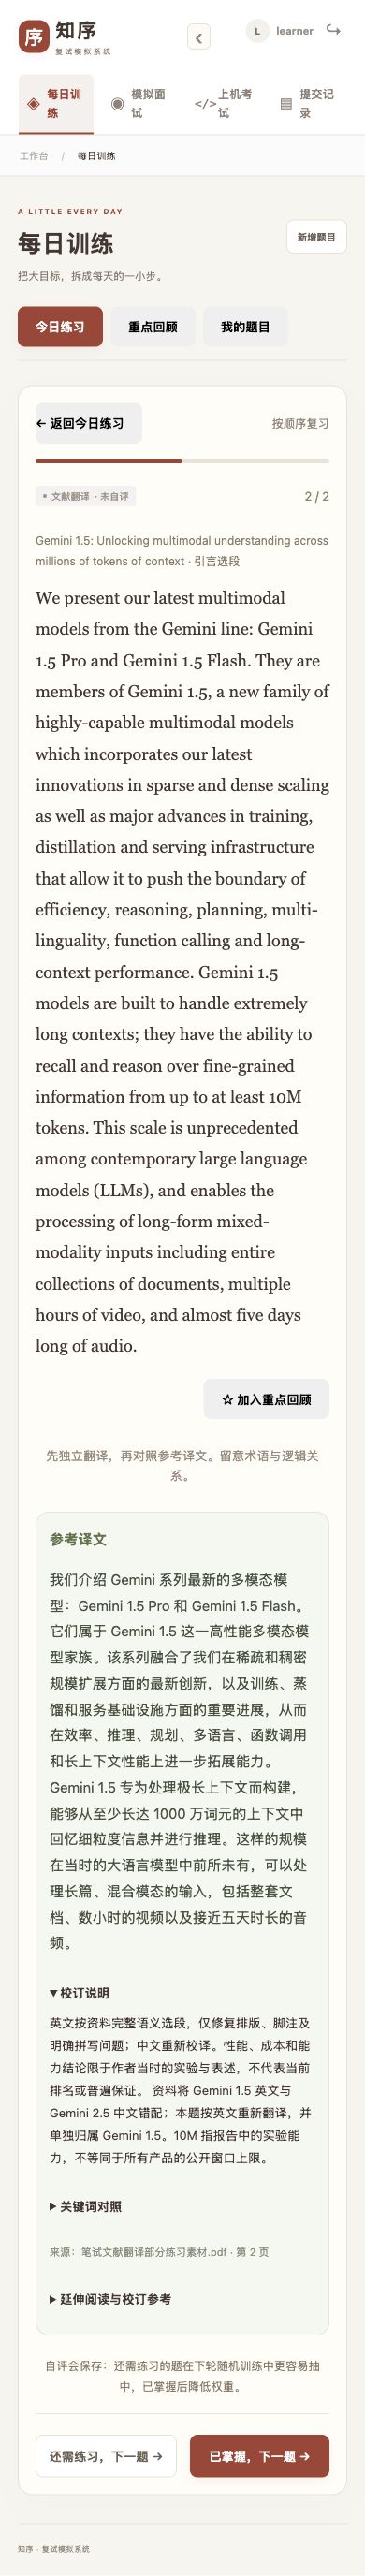 序 知序
复试模拟系统
‹
L learner ↪
◈ 每日训
练
◉ 模拟面
试
</> 上机考
试
▤ 提交记
录
工作台 / 每日训练
A LITTLE EVERY DAY
每日训练
新增题目
把大目标，拆成每天的一小步。
今日练习 重点回顾 我的题目
← 返回今日练习 按顺序复习
• 文献翻译 · 未自评 2 / 2
Gemini 1.5: Unlocking multimodal understanding across
millions of tokens of context · 引言选段
We present our latest multimodal
models from the Gemini line: Gemini
1.5 Pro and Gemini 1.5 Flash. They are
members of Gemini 1.5, a new family of
highly-capable multimodal models
which incorporates our latest
innovations in sparse and dense scaling
as well as major advances in training,
distillation and serving infrastructure
that allow it to push the boundary of
efficiency, reasoning, planning, multi-
linguality, function calling and long-
context performance. Gemini 1.5
models are built to handle extremely
long contexts; they have the ability to
recall and reason over fine-grained
information from up to at least 10M
tokens. This scale is unprecedented
among contemporary large language
models (LLMs), and enables the
processing of long-form mixed-
modality inputs including entire
collections of documents, multiple
hours of video, and almost five days
long of audio.
☆ 加入重点回顾
先独立翻译，再对照参考译文。留意术语与逻辑关
系。
参考译文
我们介绍 Gemini 系列最新的多模态模
型：Gemini 1.5 Pro 和 Gemini 1.5 Flash。
它们属于 Gemini 1.5 这一高性能多模态模
型家族。该系列融合了我们在稀疏和稠密
规模扩展方面的最新创新，以及训练、蒸
馏和服务基础设施方面的重要进展，从而
在效率、推理、规划、多语言、函数调用
和长上下文性能上进一步拓展能力。
Gemini 1.5 专为处理极长上下文而构建，
能够从至少长达 1000 万词元的上下文中
回忆细粒度信息并进行推理。这样的规模
在当时的大语言模型中前所未有，可以处
理长篇、混合模态的输入，包括整套文
档、数小时的视频以及接近五天时长的音
频。
▼校订说明
英文按资料完整语义选段，仅修复排版、脚注及
明确拼写问题；中文重新校译。性能、成本和能
力结论限于作者当时的实验与表述，不代表当前
排名或普遍保证。 资料将 Gemini 1.5 英文与
Gemini 2.5 中文错配；本题按英文重新翻译，并
单独归属 Gemini 1.5。10M 指报告中的实验能
力，不等同于所有产品的公开窗口上限。
▶ 关键词对照
来源：笔试文献翻译部分练习素材.pdf · 第 2 页
▶ 延伸阅读与校订参考
自评会保存：还需练习的题在下轮随机训练中更容易抽
中，已掌握后降低权重。
还需练习，下一题 → 已掌握，下一题 →
知序 · 复试模拟系统